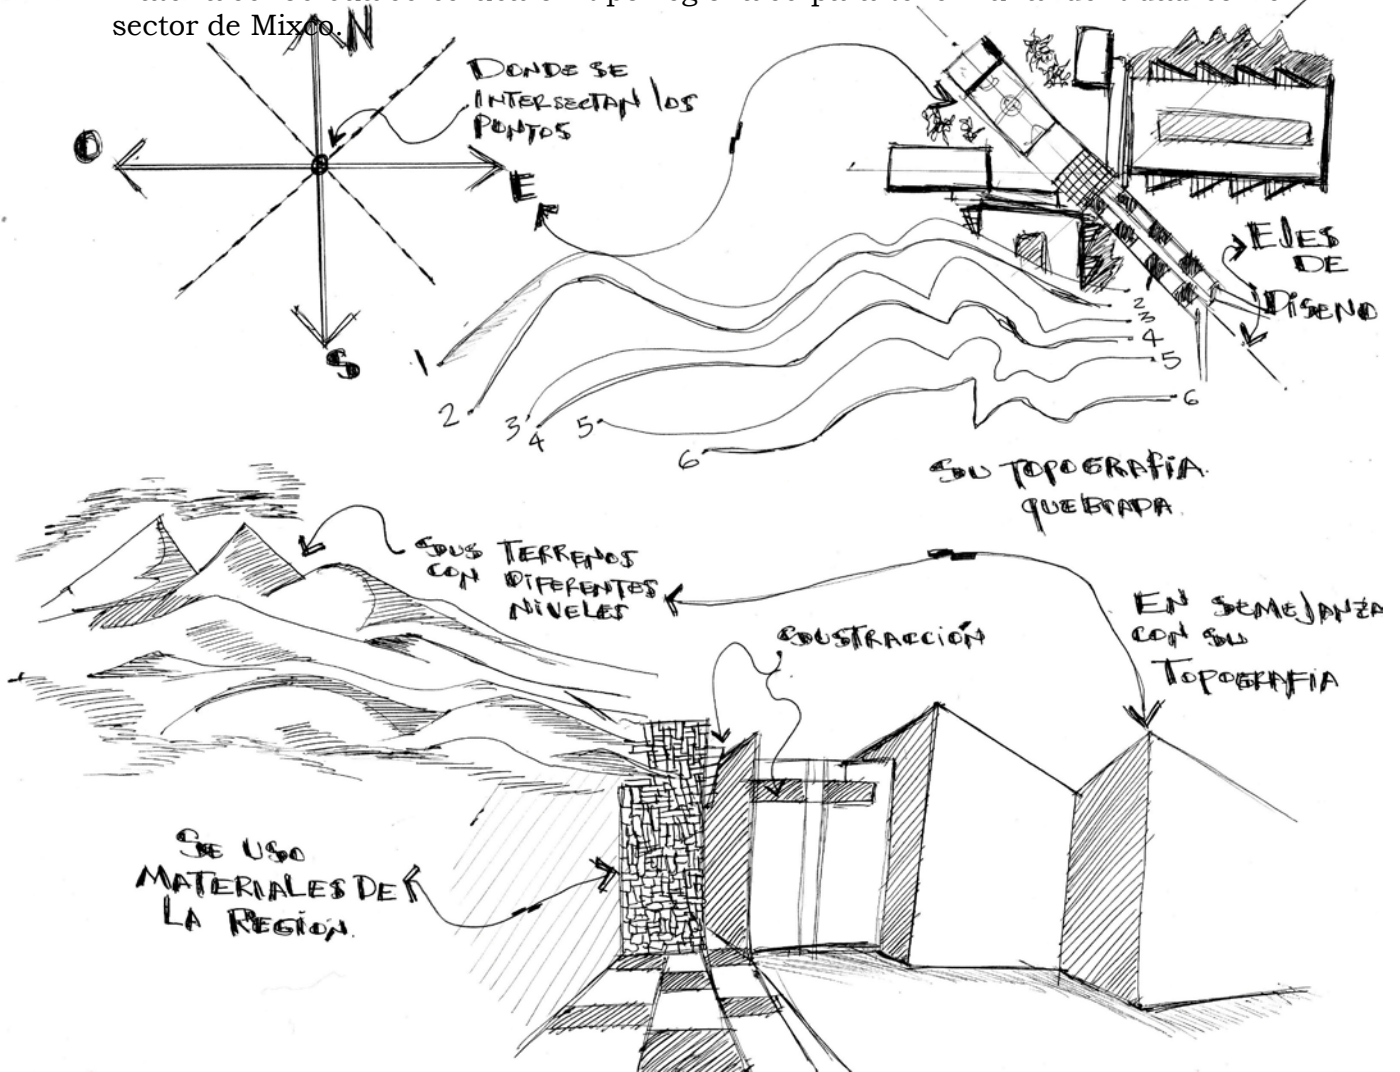 sector de Mixco.
N
DONDE SE
INTERSECTAN LOS
PUNTOS
O
E
S
EJES
DE
DISEÑO
1
2
3
4
5
6
2
3
4
5
6
SU TOPOGRAFIA
QUEBRADA.
SUS TERRENOS
CON DIFERENTES
NIVELES
SUSTRACCIÓN
EN SEMEJANZA
CON SU
TOPOGRAFIA
SE USO
MATERIALES DE
LA REGIÓN.